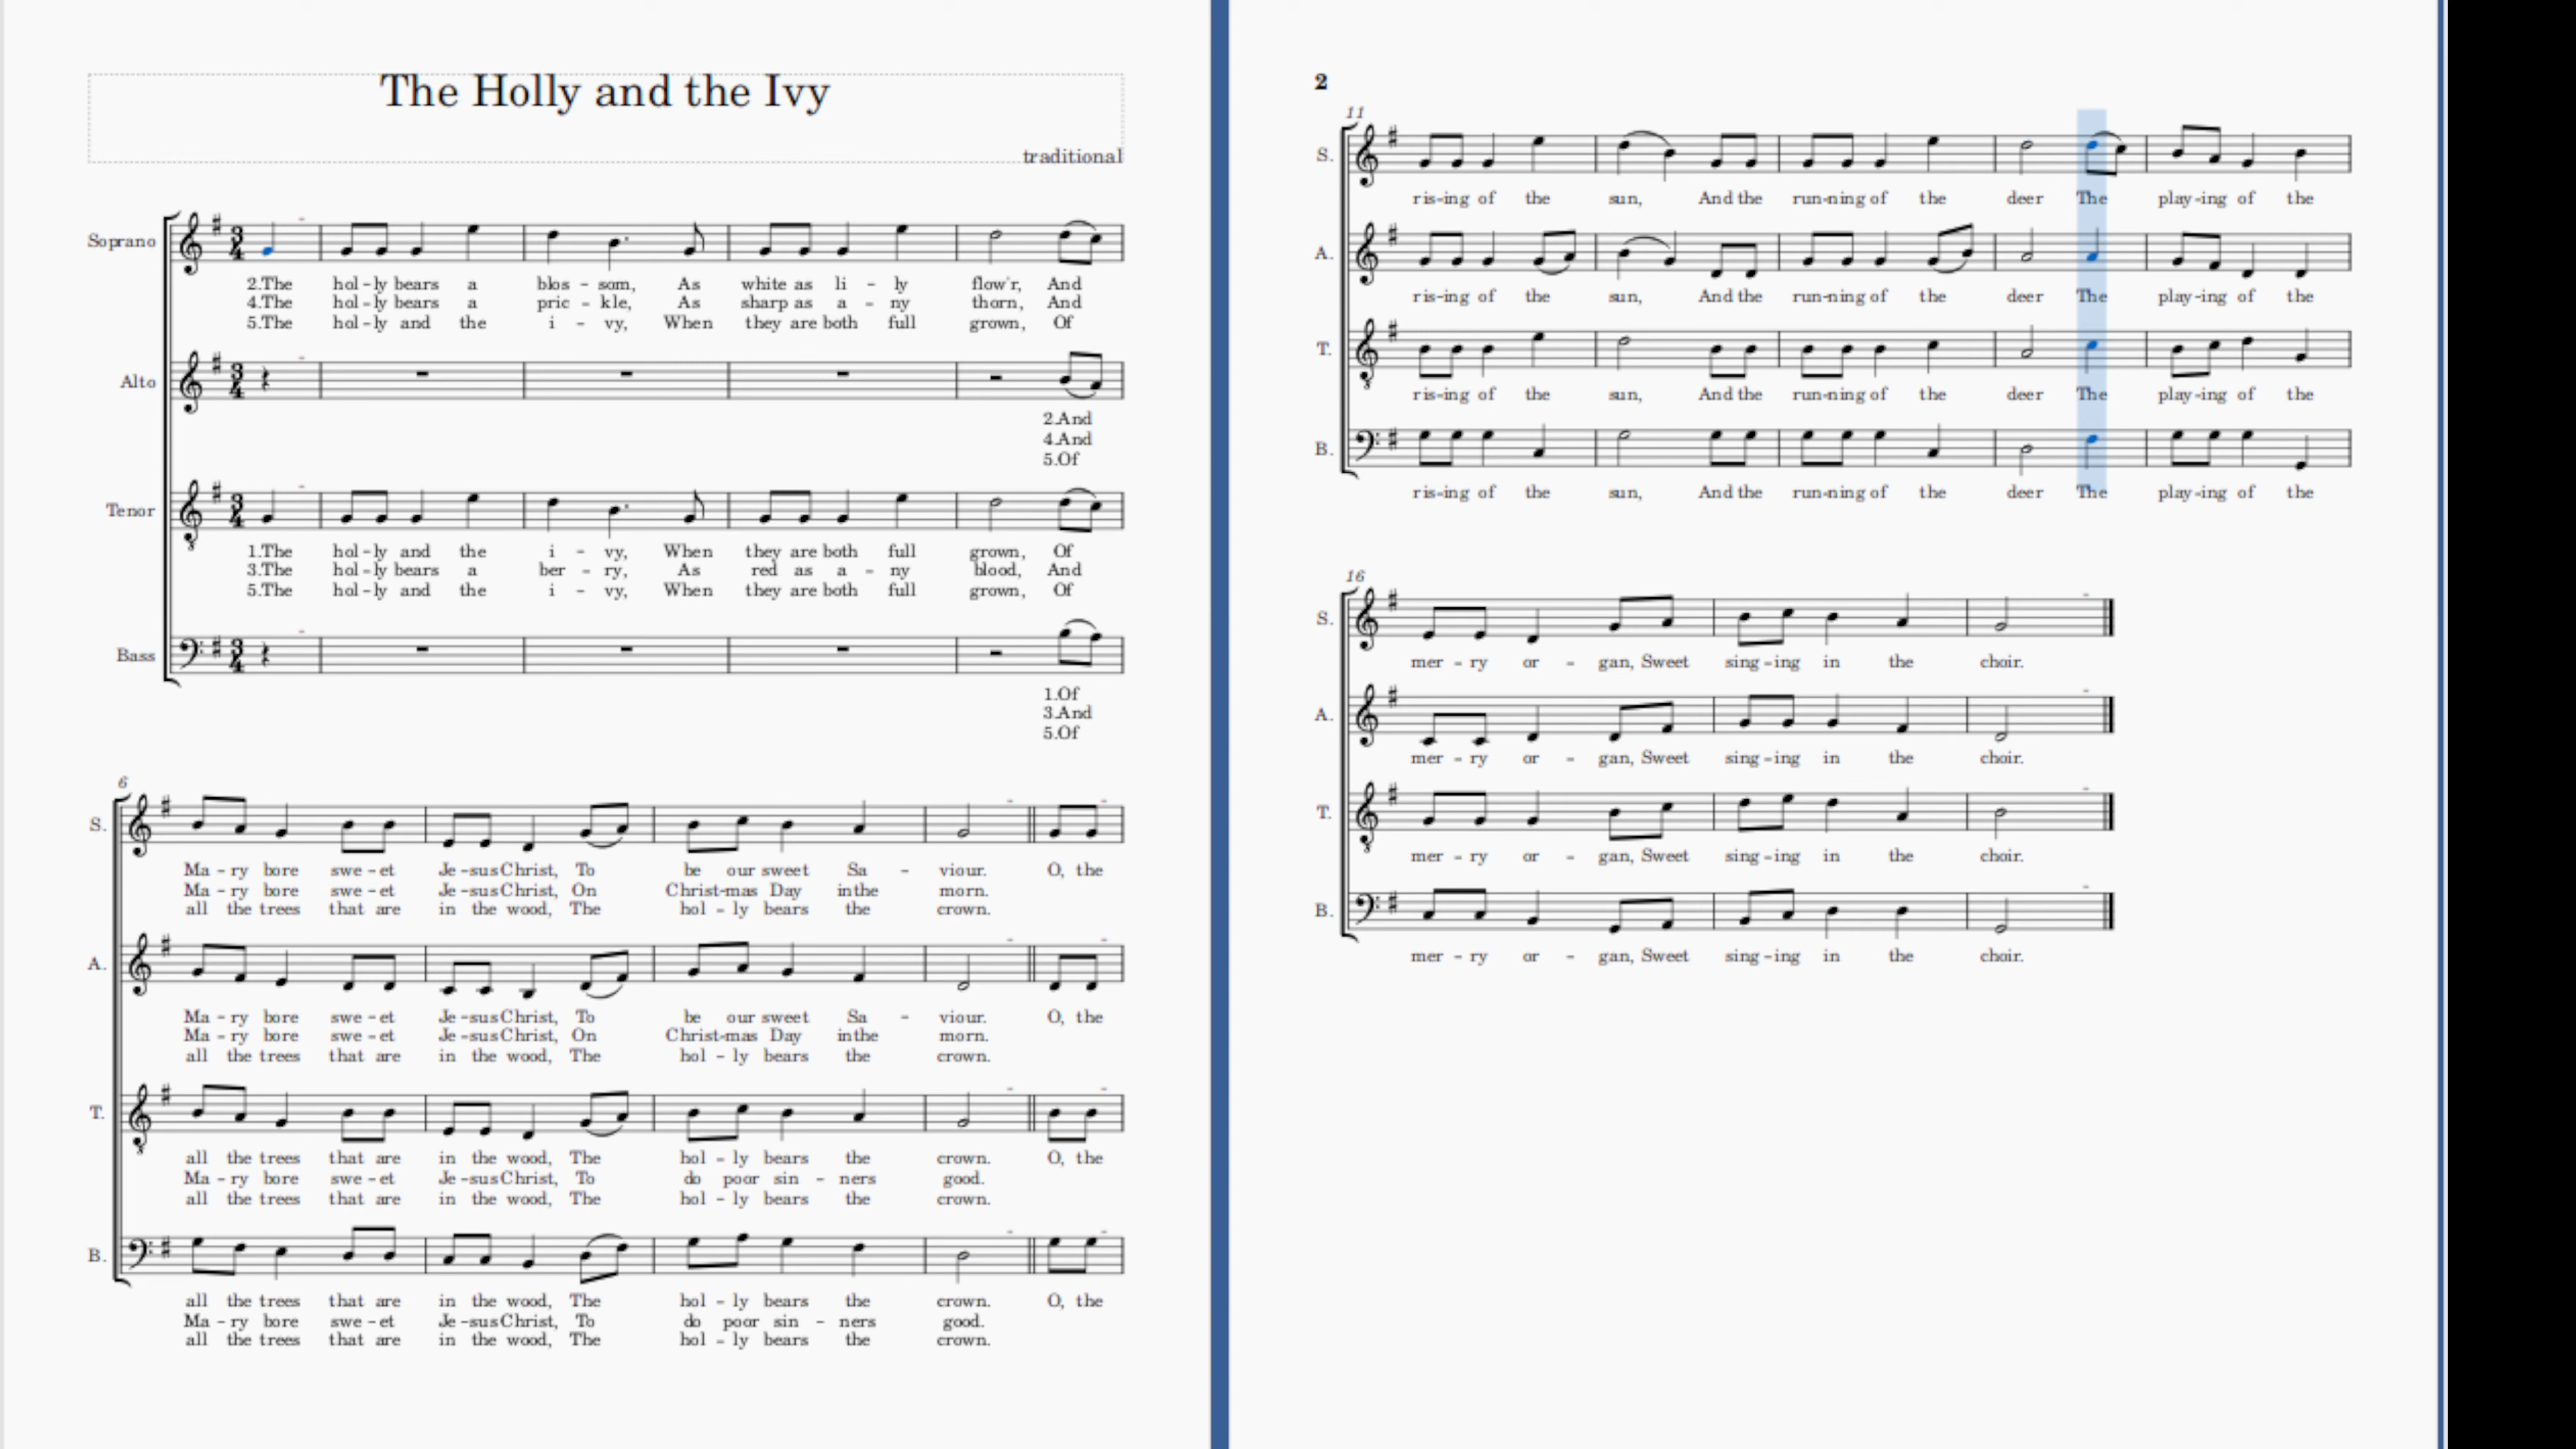 The Holly and the Ivy
traditional
Soprano
2.The hol-ly bears a blos - som, As white as li - ly flow'r, And
4.The hol-ly bears a pric - kle, As sharp as a - ny thorn, And
5.The hol-ly and the i - vy, When they are both full grown, Of
Alto
2.And
4.And
5.Of
Tenor
1.The hol-ly and the i - vy, When they are both full grown, Of
3.The hol-ly bears a ber - ry, As red as a - ny blood, And
5.The hol-ly and the i - vy, When they are both full grown, Of
Bass
1.Of
3.And
5.Of
6
S.
Ma - ry bore swe - et Je - sus Christ, To be our sweet Sa - viour. O, the
Ma - ry bore swe - et Je - sus Christ, On Christ-mas Day in the morn.
all the trees that are in the wood, The hol - ly bears the crown.
A.
Ma - ry bore swe - et Je - sus Christ, To be our sweet Sa - viour. O, the
Ma - ry bore swe - et Je - sus Christ, On Christ-mas Day in the morn.
all the trees that are in the wood, The hol - ly bears the crown.
T.
all the trees that are in the wood, The hol - ly bears the crown. O, the
Ma - ry bore swe - et Je - sus Christ, To do poor sin - ners good.
all the trees that are in the wood, The hol - ly bears the crown.
B.
all the trees that are in the wood, The hol - ly bears the crown. O, the
Ma - ry bore swe - et Je - sus Christ, To do poor sin - ners good.
all the trees that are in the wood, The hol - ly bears the crown.
2
11
S.
ris-ing of the sun, And the run-ning of the deer The play-ing of the
A.
ris-ing of the sun, And the run-ning of the deer The play-ing of the
T.
ris-ing of the sun, And the run-ning of the deer The play-ing of the
B.
ris-ing of the sun, And the run-ning of the deer The play-ing of the
16
S.
mer - ry or - gan, Sweet sing - ing in the choir.
A.
mer - ry or - gan, Sweet sing - ing in the choir.
T.
mer - ry or - gan, Sweet sing - ing in the choir.
B.
mer - ry or - gan, Sweet sing - ing in the choir.